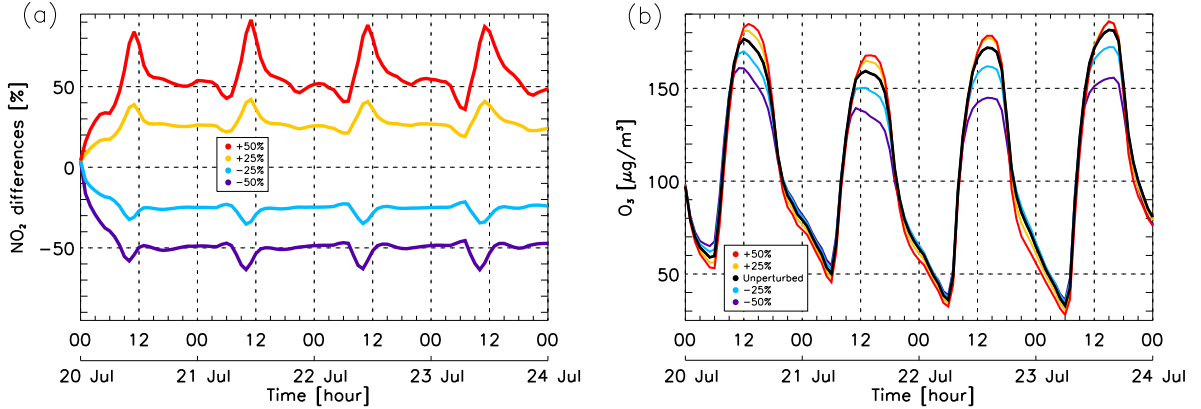 (a)
NO₂ differences [%]
50
0
−50
+50%
+25%
−25%
−50%
00 12 00 12 00 12 00 12 00
20 Jul 21 Jul 22 Jul 23 Jul 24 Jul
Time [hour]
(b)
O₃ [µg/m³]
150
100
50
+50%
+25%
Unperturbed
−25%
−50%
00 12 00 12 00 12 00 12 00
20 Jul 21 Jul 22 Jul 23 Jul 24 Jul
Time [hour]